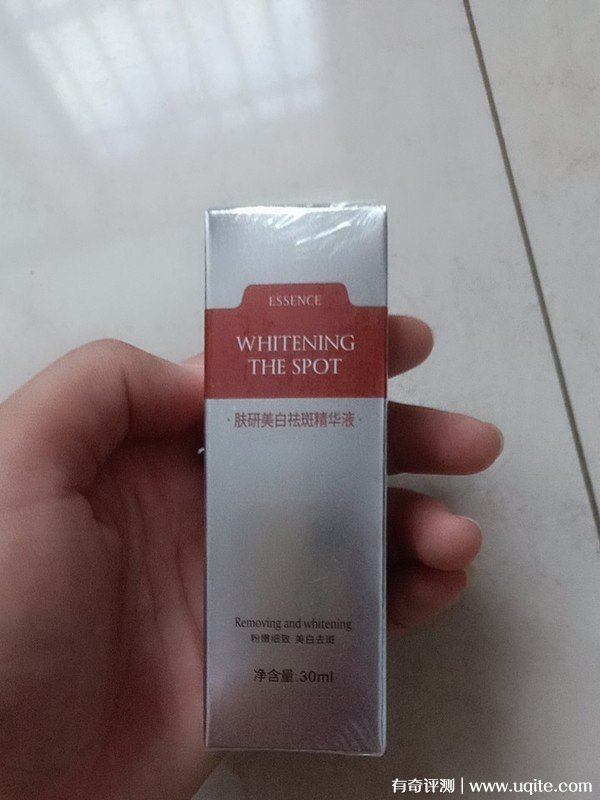 ESSENCE
WHITENING
THE SPOT
·肤研美白祛斑精华液·
Removing and whitening
粉嫩细致 美白去斑
净含量:30ml
有奇评测 | www.uqite.com